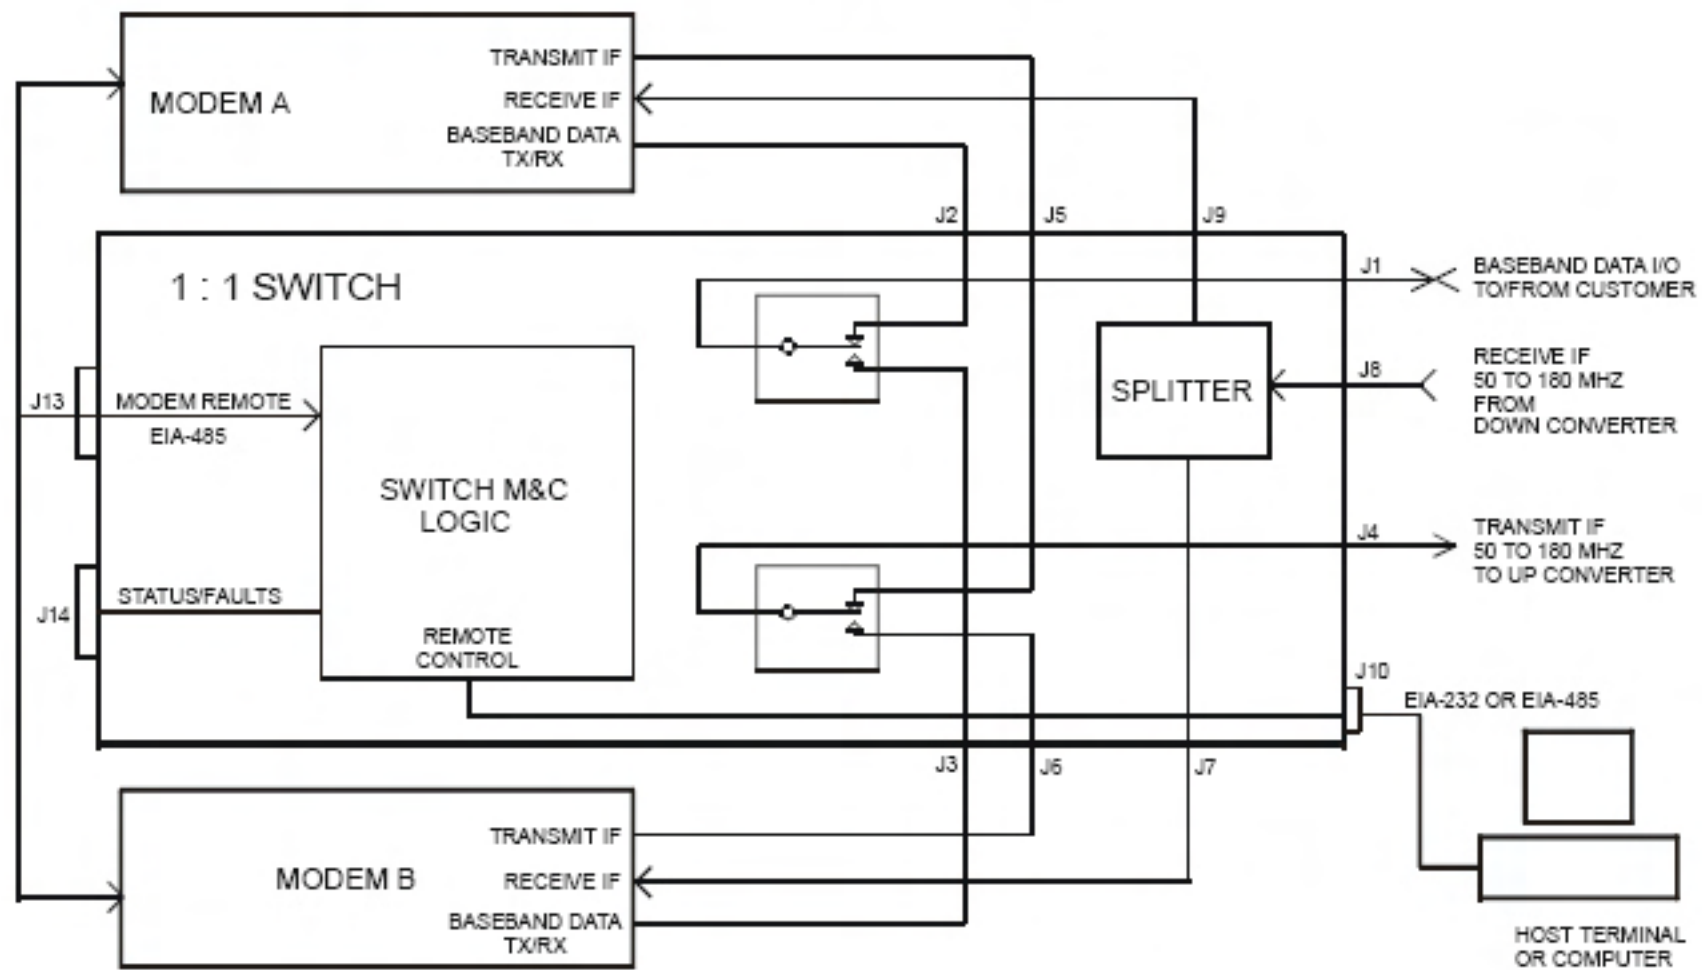 TRANSMIT IF
MODEM A
RECEIVE IF
BASEBAND DATA
TX/RX
J2
J5
J9
1 : 1 SWITCH
J1
BASEBAND DATA I/O
TO/FROM CUSTOMER
J8
RECEIVE IF
50 TO 180 MHZ
FROM
DOWN CONVERTER
SPLITTER
J13
MODEM REMOTE
EIA-485
SWITCH M&C
LOGIC
J4
TRANSMIT IF
50 TO 180 MHZ
TO UP CONVERTER
J14
STATUS/FAULTS
REMOTE
CONTROL
J10
EIA-232 OR EIA-485
J3
J6
J7
TRANSMIT IF
MODEM B
RECEIVE IF
BASEBAND DATA
TX/RX
HOST TERMINAL
OR COMPUTER